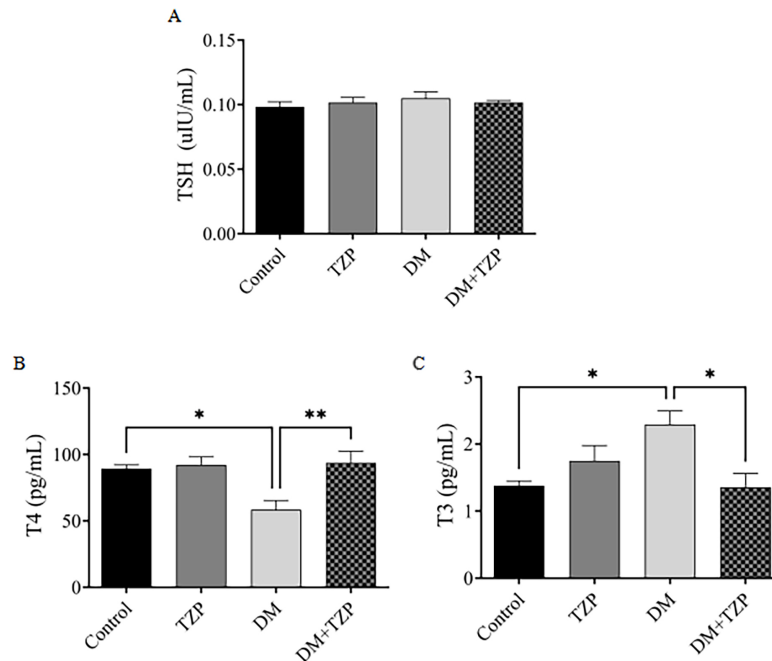 A
TSH (uIU/mL)
0.15
0.10
0.05
0.00
Control
TZP
DM
DM+TZP
B
T4 (pg/mL)
150
100
50
0
*
**
Control
TZP
DM
DM+TZP
C
T3 (pg/mL)
3
2
1
0
*
*
Control
TZP
DM
DM+TZP